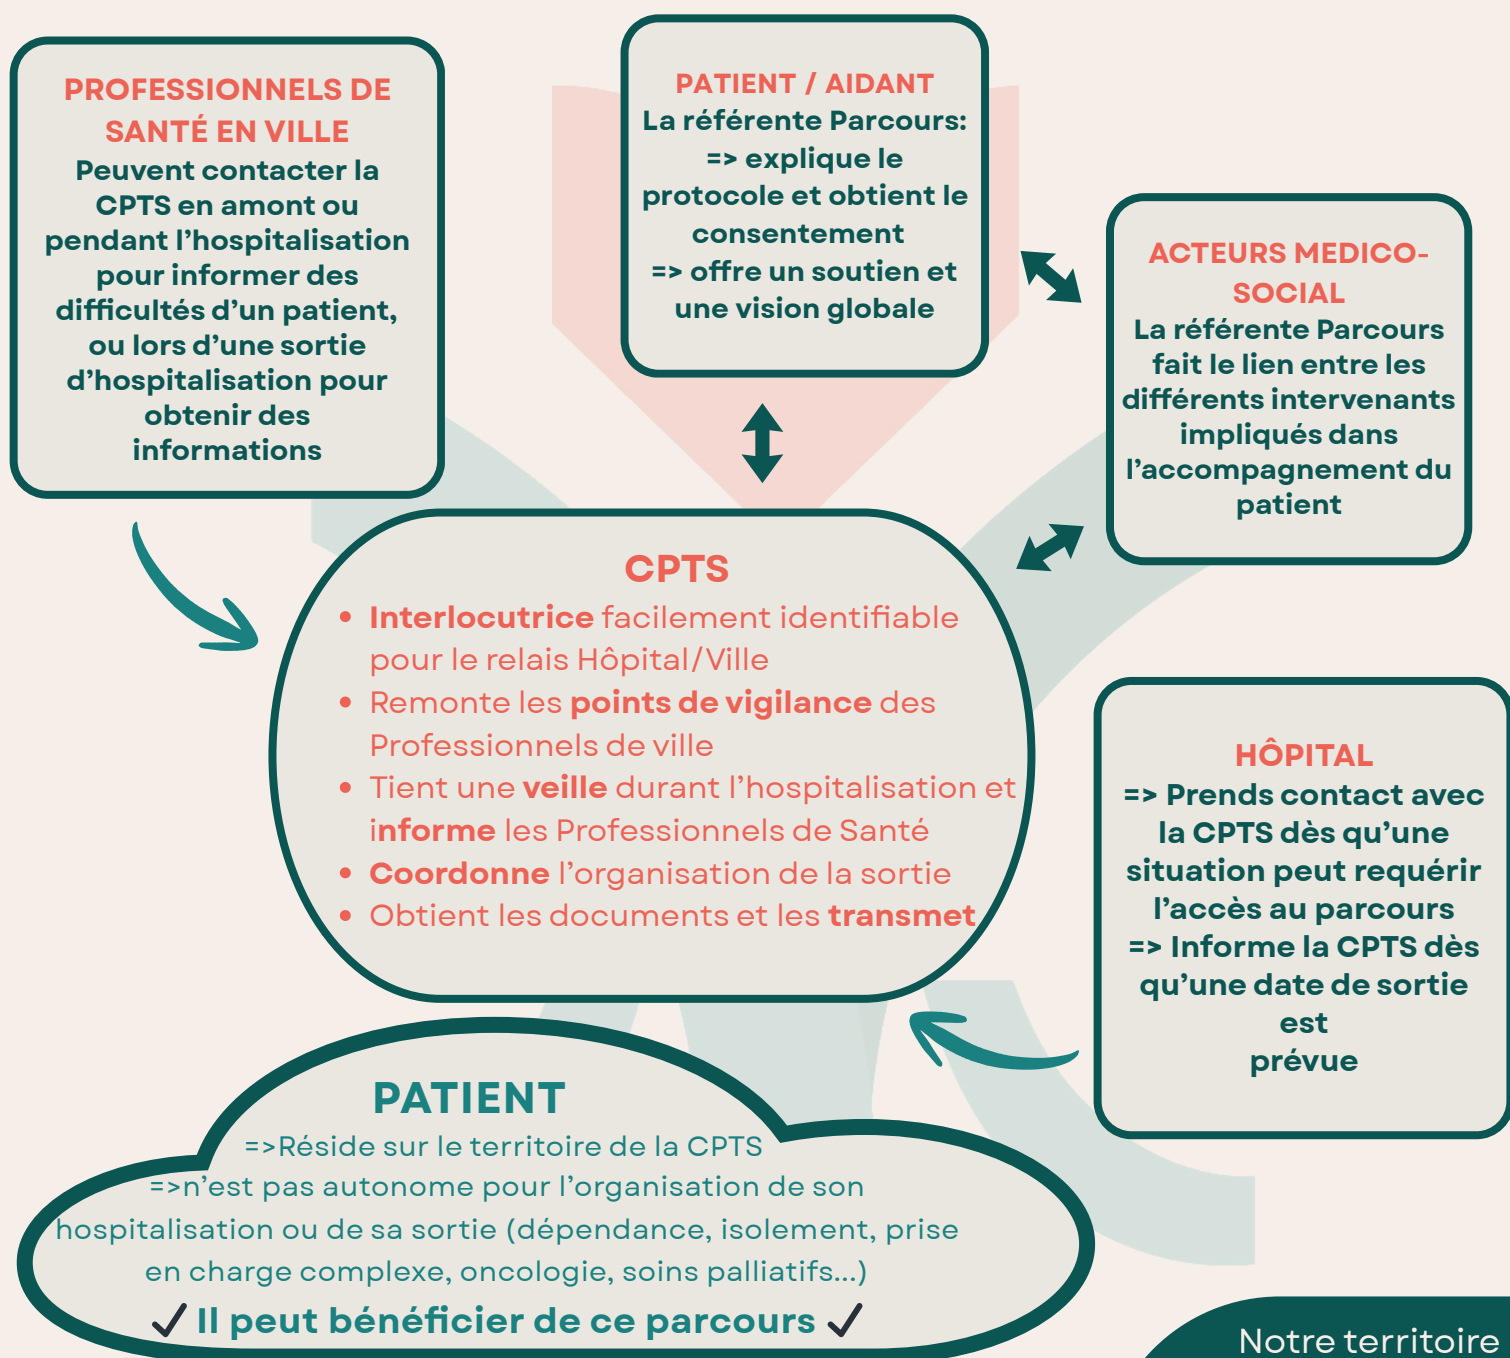 PROFESSIONNELS DE
SANTÉ EN VILLE
Peuvent contacter la
CPTS en amont ou
pendant l'hospitalisation
pour informer des
difficultés d'un patient,
ou lors d'une sortie
d'hospitalisation pour
obtenir des
informations
PATIENT / AIDANT
La référente Parcours:
=> explique le
protocole et obtient le
consentement
=> offre un soutien et
une vision globale
ACTEURS MEDICO-
SOCIAL
La référente Parcours
fait le lien entre les
différents intervenants
impliqués dans
l'accompagnement du
patient
CPTS
• Interlocutrice facilement identifiable
pour le relais Hôpital/Ville
• Remonte les points de vigilance des
Professionnels de ville
• Tient une veille durant l'hospitalisation et
informe les Professionnels de Santé
• Coordonne l'organisation de la sortie
• Obtient les documents et les transmet
HÔPITAL
=> Prends contact avec
la CPTS dès qu'une
situation peut requérir
l'accès au parcours
=> Informe la CPTS dès
qu'une date de sortie
est
prévue
PATIENT
=>Réside sur le territoire de la CPTS
=>n'est pas autonome pour l'organisation de son
hospitalisation ou de sa sortie (dépendance, isolement, prise
en charge complexe, oncologie, soins palliatifs...)
✓ Il peut bénéficier de ce parcours ✓
Notre territoire